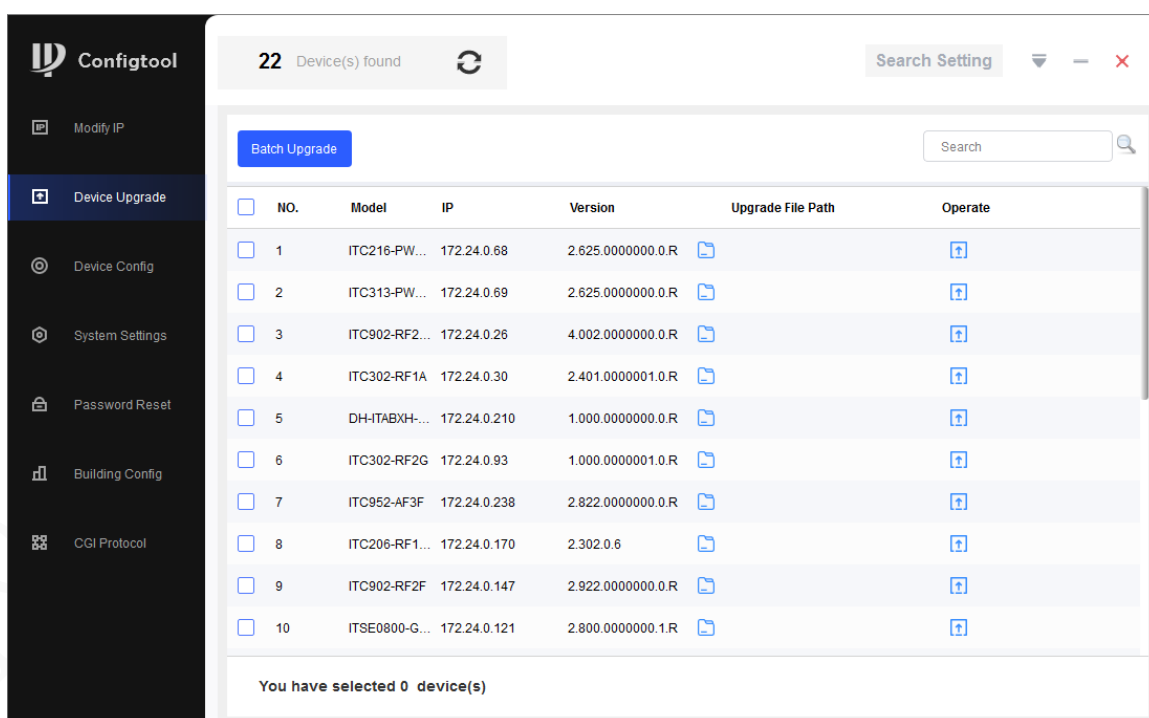 Configtool
22 Device(s) found
Search Setting
Modify IP
Device Upgrade
Device Config
System Settings
Password Reset
Building Config
CGI Protocol
Batch Upgrade
Search
NO. Model IP Version Upgrade File Path Operate
1 ITC216-PW... 172.24.0.68 2.625.0000000.0.R
2 ITC313-PW... 172.24.0.69 2.625.0000000.0.R
3 ITC902-RF2... 172.24.0.26 4.002.0000000.0.R
4 ITC302-RF1A 172.24.0.30 2.401.0000001.0.R
5 DH-ITABXH-... 172.24.0.210 1.000.0000000.0.R
6 ITC302-RF2G 172.24.0.93 1.000.0000001.0.R
7 ITC952-AF3F 172.24.0.238 2.822.0000000.0.R
8 ITC206-RF1... 172.24.0.170 2.302.0.6
9 ITC902-RF2F 172.24.0.147 2.922.0000000.0.R
10 ITSE0800-G... 172.24.0.121 2.800.0000000.1.R
You have selected 0 device(s)